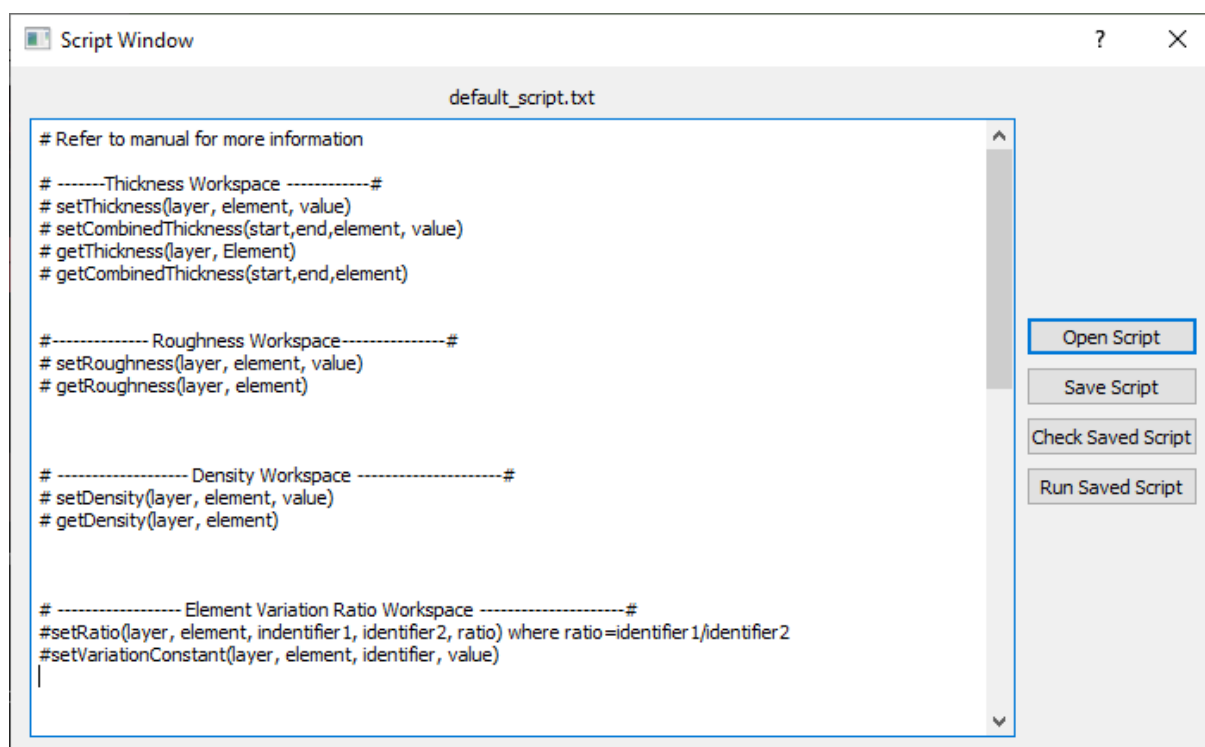 Script Window
?
default_script.txt
# Refer to manual for more information
# -------Thickness Workspace ------------#
# setThickness(layer, element, value)
# setCombinedThickness(start,end,element, value)
# getThickness(layer, Element)
# getCombinedThickness(start,end,element)
#-------------- Roughness Workspace---------------#
# setRoughness(layer, element, value)
# getRoughness(layer, element)
# ------------------- Density Workspace ---------------------#
# setDensity(layer, element, value)
# getDensity(layer, element)
# ------------------ Element Variation Ratio Workspace ---------------------#
#setRatio(layer, element, indentifier1, identifier2, ratio) where ratio=identifier1/identifier2
#setVariationConstant(layer, element, identifier, value)
Open Script
Save Script
Check Saved Script
Run Saved Script